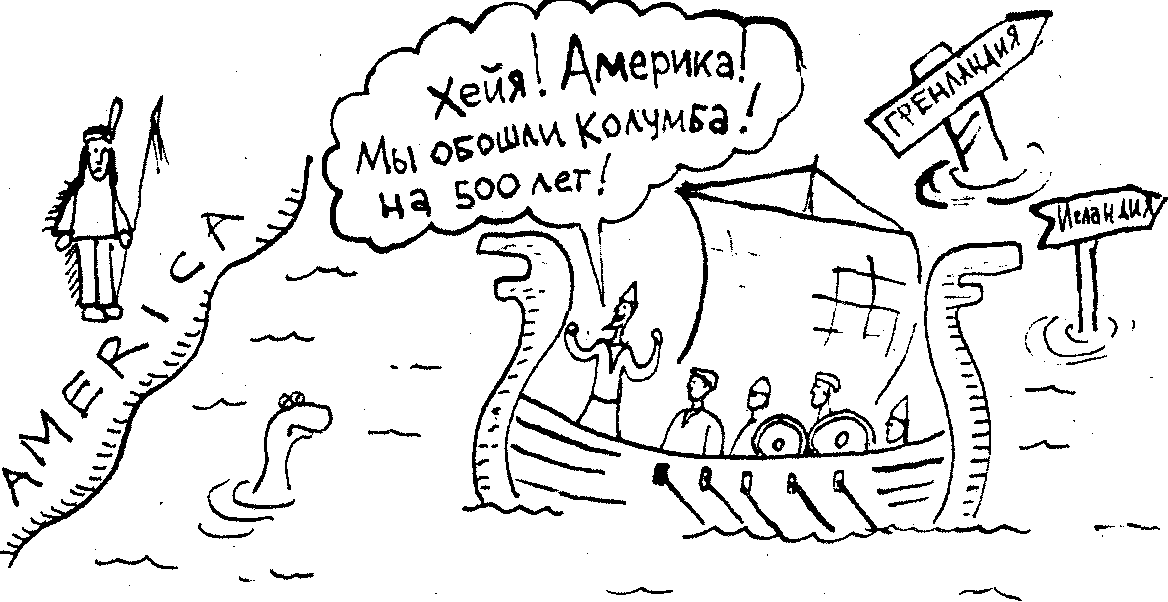 Хейя! Америка!
Мы обошли Колумба!
на 500 лет!
ГРЕНЛАНДИЯ
Исландия
AMERICA